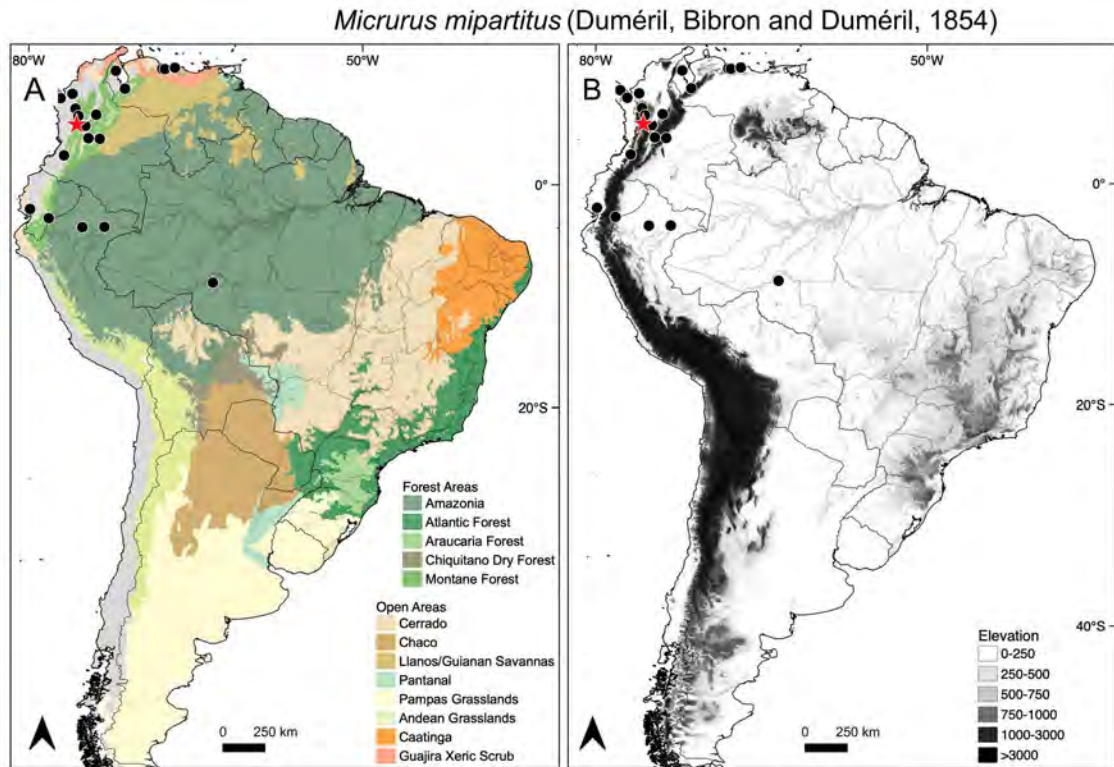 Micrurus mipartitus (Duméril, Bibron and Duméril, 1854)
80°W
50°W
A
0°
20°S
Forest Areas
Amazonia
Atlantic Forest
Araucaria Forest
Chiquitano Dry Forest
Montane Forest
Open Areas
Cerrado
Chaco
Llanos/Guianan Savannas
Pantanal
Pampas Grasslands
Andean Grasslands
Caatinga
Guajira Xeric Scrub
0 250 km
80°W
50°W
B
0°
20°S
40°S
Elevation
0-250
250-500
500-750
750-1000
1000-3000
>3000
0 250 km